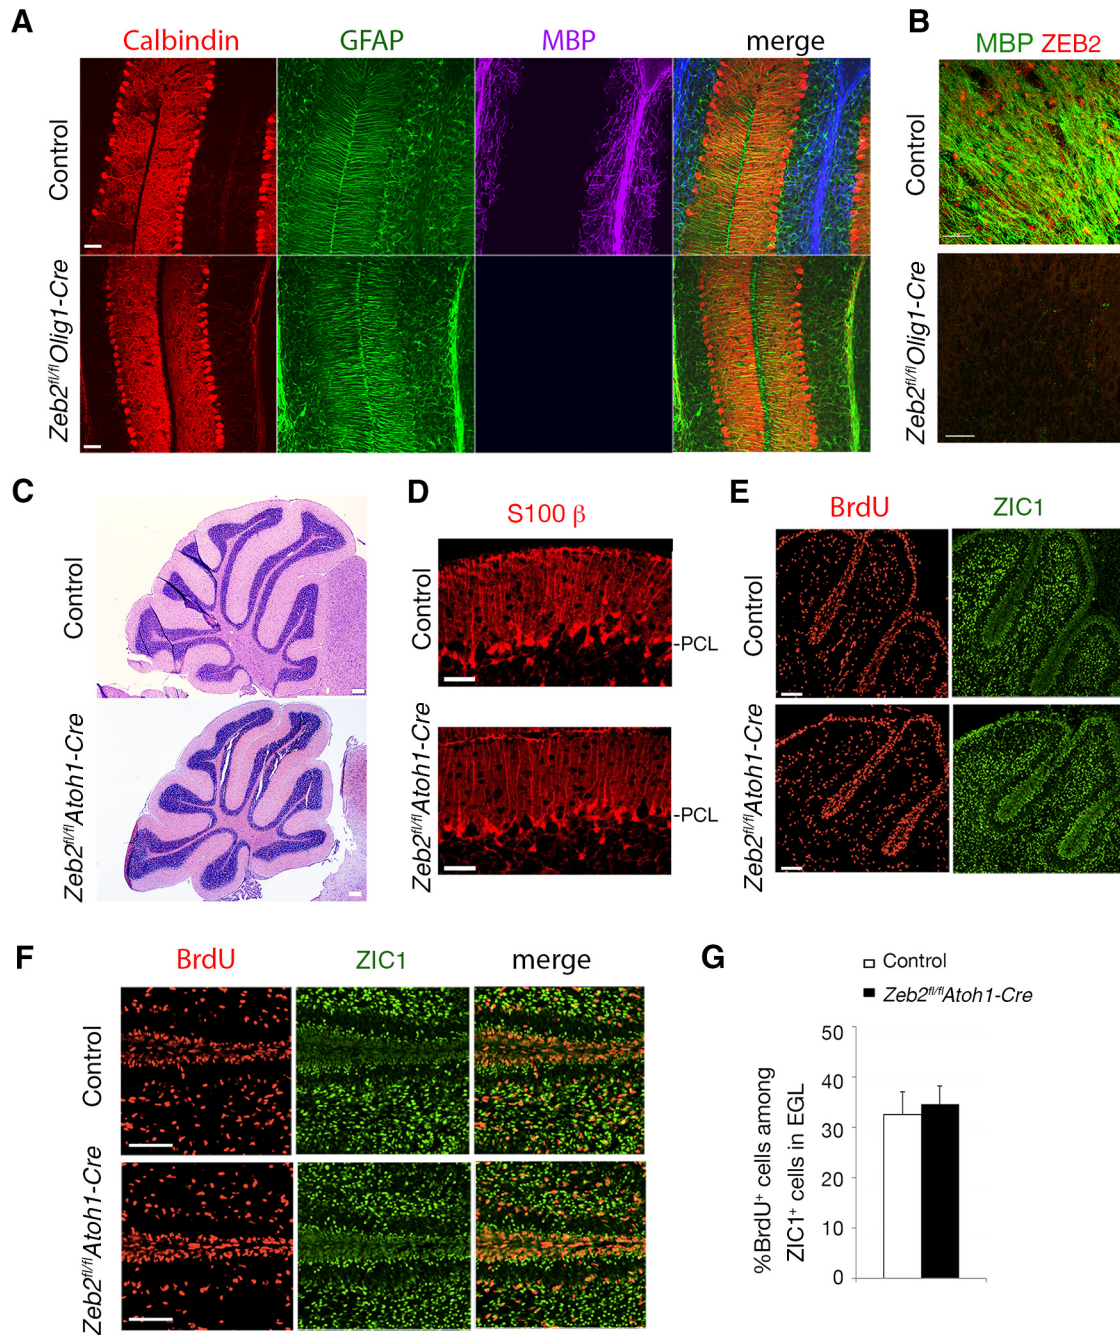 A
Calbindin
GFAP
MBP
merge
Control
Zeb2fl/flOlig1-Cre
B
MBP ZEB2
Control
Zeb2fl/flOlig1-Cre
C
Control
Zeb2fl/flAtoh1-Cre
D
S100 β
Control
-PCL
Zeb2fl/flAtoh1-Cre
-PCL
E
BrdU
ZIC1
Control
Zeb2fl/flAtoh1-Cre
F
BrdU
ZIC1
merge
Control
Zeb2fl/flAtoh1-Cre
G
Control
Zeb2fl/flAtoh1-Cre
%BrdU+ cells among
ZIC1+ cells in EGL
50
40
30
20
10
0